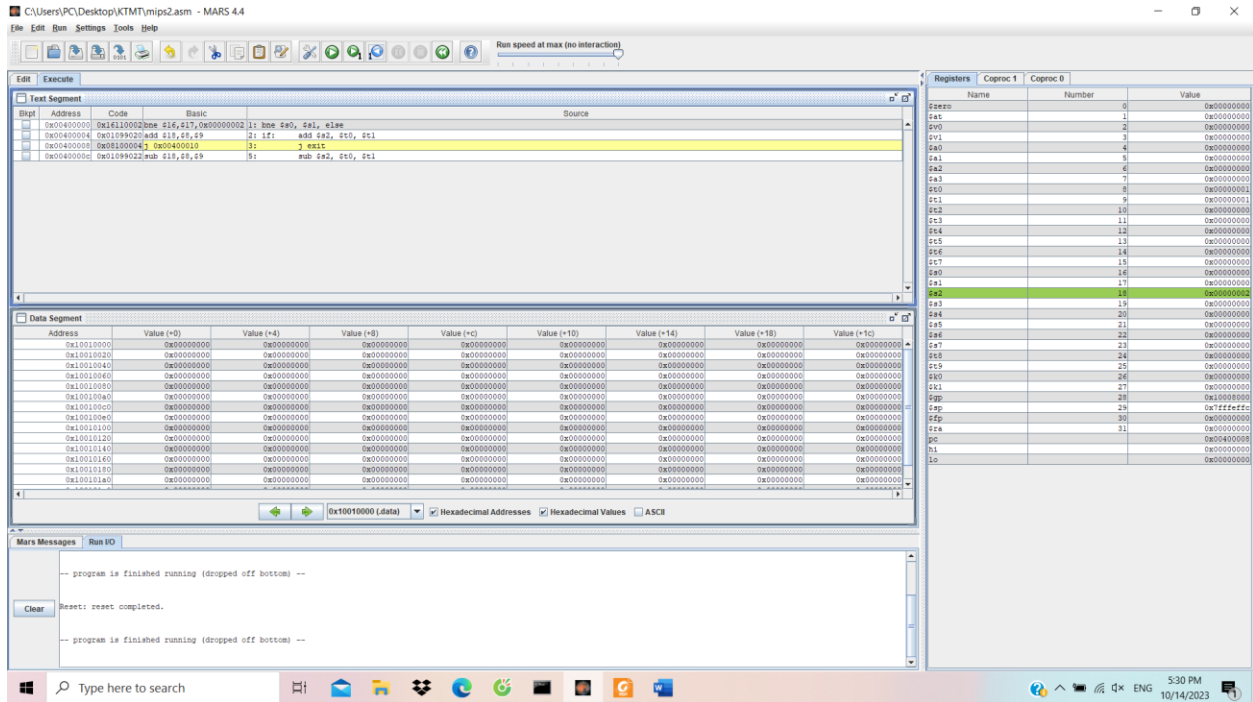 C:\Users\PC\Desktop\KTMT\mips2.asm - MARS 4.4
File Edit Run Settings Tools Help
Run speed at max (no interaction)
Edit Execute
Text Segment
Bkpt Address Code Basic Source
0x00400000 0x16110002 bne $16,$17,0x00000002 1: bne $s0, $s1, else
0x00400004 0x01099020 add $18,$8,$9 2: if: add $s2, $t0, $t1
0x00400008 0x08100004 j 0x00400010 3: j exit
0x0040000c 0x01099022 sub $18,$8,$9 5: sub $s2, $t0, $t1
Data Segment
Address Value (+0) Value (+4) Value (+8) Value (+c) Value (+10) Value (+14) Value (+18) Value (+1c)
0x10010000 0x00000000 0x00000000 0x00000000 0x00000000 0x00000000 0x00000000 0x00000000 0x00000000
0x10010020 0x00000000 0x00000000 0x00000000 0x00000000 0x00000000 0x00000000 0x00000000 0x00000000
0x10010040 0x00000000 0x00000000 0x00000000 0x00000000 0x00000000 0x00000000 0x00000000 0x00000000
0x10010060 0x00000000 0x00000000 0x00000000 0x00000000 0x00000000 0x00000000 0x00000000 0x00000000
0x10010080 0x00000000 0x00000000 0x00000000 0x00000000 0x00000000 0x00000000 0x00000000 0x00000000
0x100100a0 0x00000000 0x00000000 0x00000000 0x00000000 0x00000000 0x00000000 0x00000000 0x00000000
0x100100c0 0x00000000 0x00000000 0x00000000 0x00000000 0x00000000 0x00000000 0x00000000 0x00000000
0x100100e0 0x00000000 0x00000000 0x00000000 0x00000000 0x00000000 0x00000000 0x00000000 0x00000000
0x10010100 0x00000000 0x00000000 0x00000000 0x00000000 0x00000000 0x00000000 0x00000000 0x00000000
0x10010120 0x00000000 0x00000000 0x00000000 0x00000000 0x00000000 0x00000000 0x00000000 0x00000000
0x10010140 0x00000000 0x00000000 0x00000000 0x00000000 0x00000000 0x00000000 0x00000000 0x00000000
0x10010160 0x00000000 0x00000000 0x00000000 0x00000000 0x00000000 0x00000000 0x00000000 0x00000000
0x10010180 0x00000000 0x00000000 0x00000000 0x00000000 0x00000000 0x00000000 0x00000000 0x00000000
0x100101a0 0x00000000 0x00000000 0x00000000 0x00000000 0x00000000 0x00000000 0x00000000 0x00000000
0x10010000 (.data) Hexadecimal Addresses Hexadecimal Values ASCII
Mars Messages Run I/O
-- program is finished running (dropped off bottom) --
Reset: reset completed.
Clear
-- program is finished running (dropped off bottom) --
Registers Coproc 1 Coproc 0
Name Number Value
$zero 0 0x00000000
$at 1 0x00000000
$v0 2 0x00000000
$v1 3 0x00000000
$a0 4 0x00000000
$a1 5 0x00000000
$a2 6 0x00000000
$a3 7 0x00000000
$t0 8 0x00000001
$t1 9 0x00000001
$t2 10 0x00000000
$t3 11 0x00000000
$t4 12 0x00000000
$t5 13 0x00000000
$t6 14 0x00000000
$t7 15 0x00000000
$s0 16 0x00000000
$s1 17 0x00000000
$s2 18 0x00000002
$s3 19 0x00000000
$s4 20 0x00000000
$s5 21 0x00000000
$s6 22 0x00000000
$s7 23 0x00000000
$t8 24 0x00000000
$t9 25 0x00000000
$k0 26 0x00000000
$k1 27 0x00000000
$gp 28 0x10008000
$sp 29 0x7fffeffc
$fp 30 0x00000000
$ra 31 0x00000000
pc 0x00400008
hi 0x00000000
lo 0x00000000
Type here to search
ENG
5:30 PM
10/14/2023